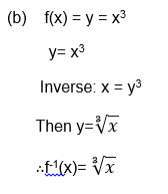 (b) f(x) = y = x³
y= x³
Inverse: x = y³
Then y=∛x
∴f⁻¹(x)= ∛x